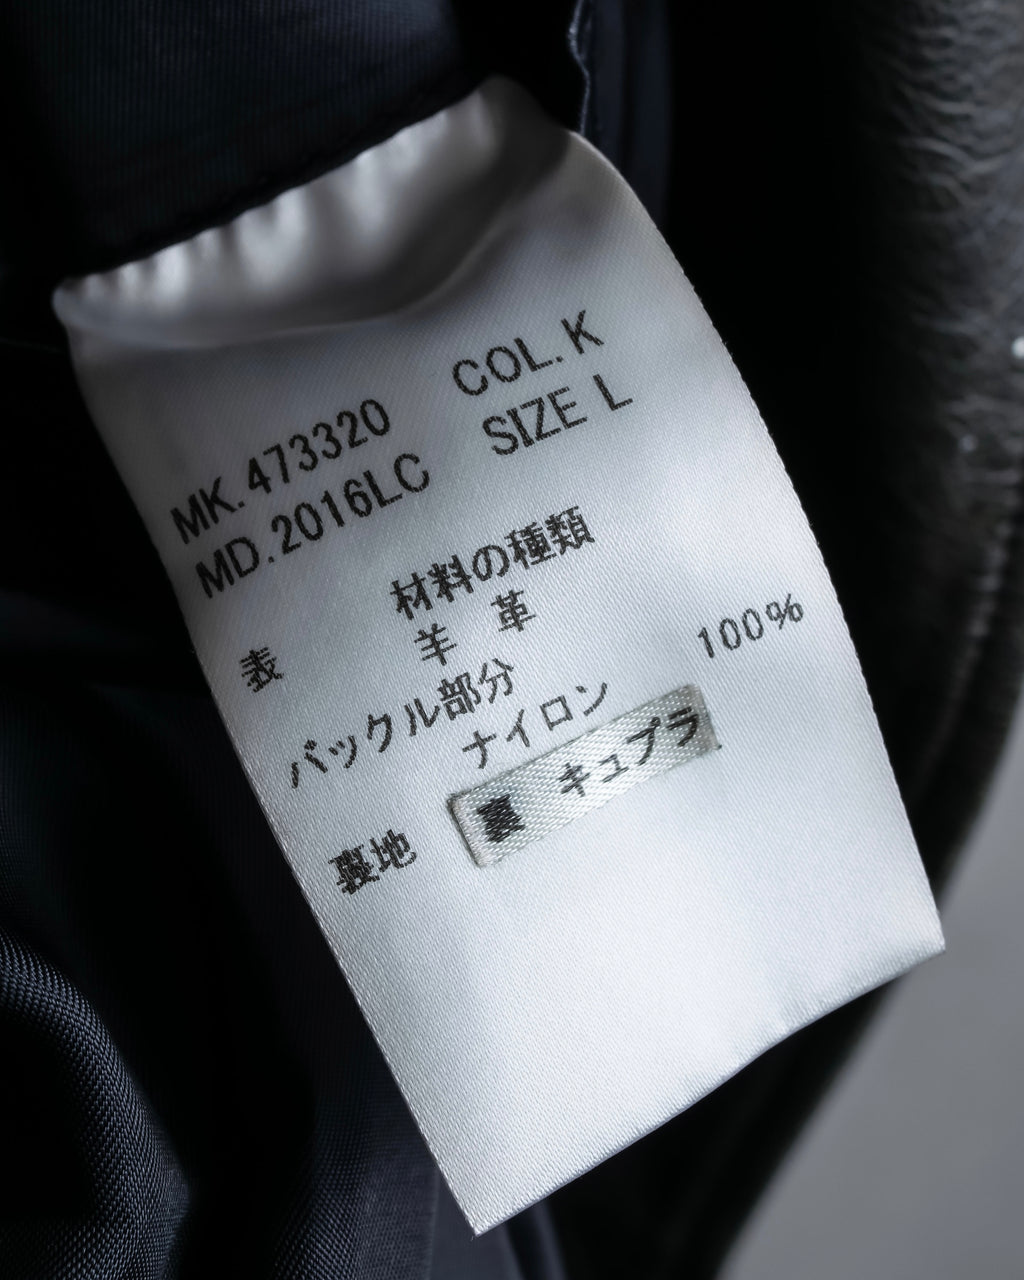 MK.473320 COL.K
MD.2016LC SIZE L
材料の種類
表 羊 革
バックル部分
ナイロン 100%
裏地 裏 キュプラ